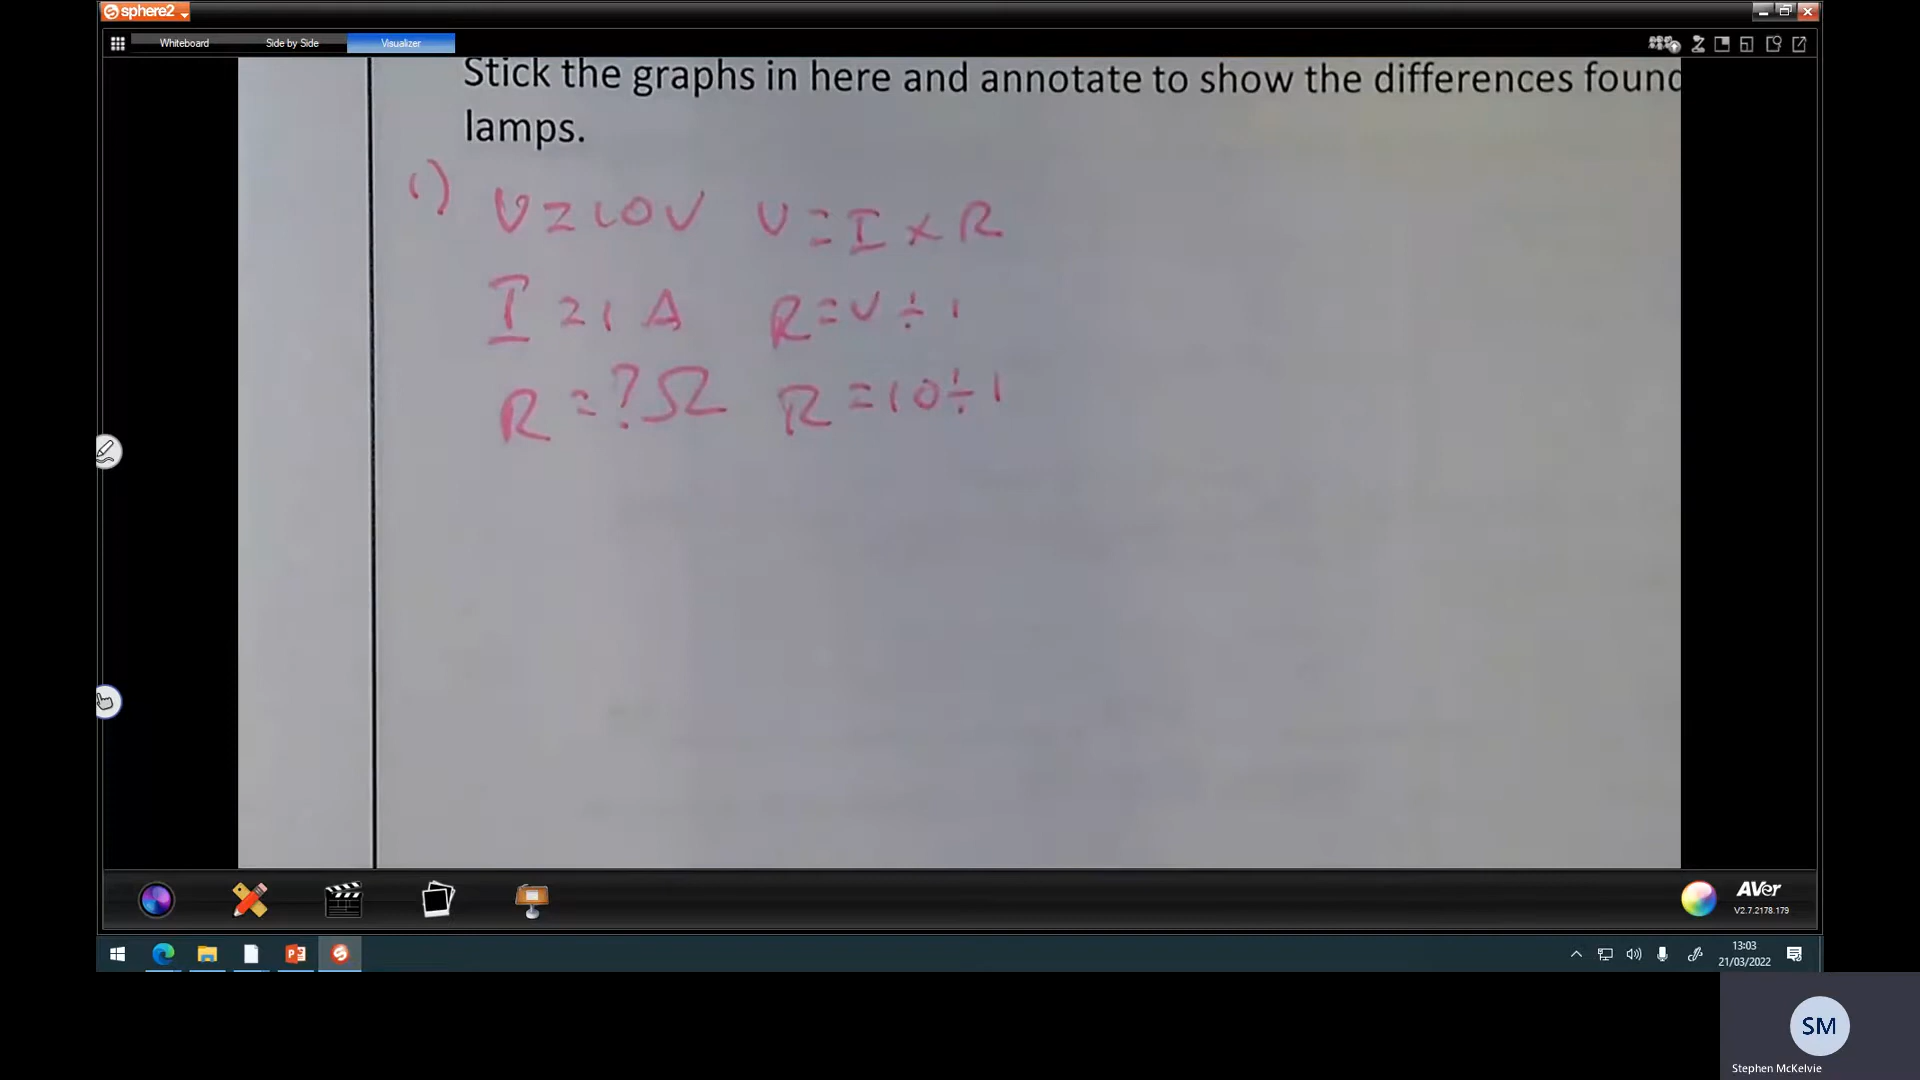 sphere2
Whiteboard Side by Side Visualizer
Stick the graphs in here and annotate to show the differences found
lamps.
1) V=10V V=I×R
I=1A R=V÷I
R=?Ω R=10÷1
AVer
V2.7.2178.179
13:03
21/03/2022
SM
Stephen McKelvie